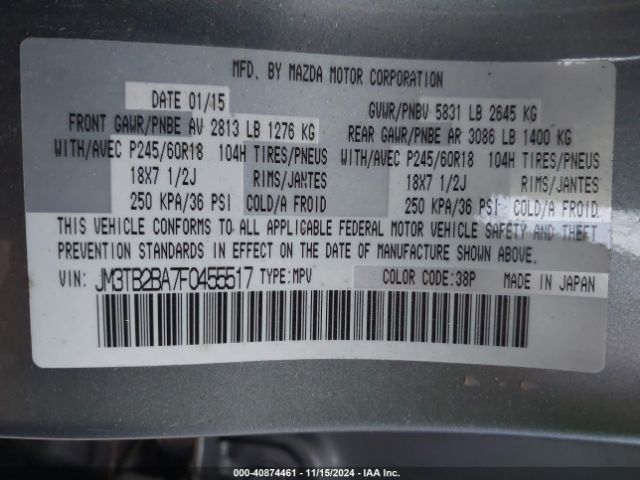 MFD. BY MAZDA MOTOR CORPORATION
DATE 01/15 GVWR/PNBV 5831 LB 2645 KG
FRONT GAWR/PNBE AV 2813 LB 1276 KG REAR GAWR/PNBE AR 3086 LB 1400 KG
WITH/AVEC P245/60R18 104H TIRES/PNEUS WITH/AVEC P245/60R18 104H TIRES/PNEUS
18X7 1/2J RIMS/JANTES 18X7 1/2J RIMS/JANTES
250 KPA/36 PSI COLD/A FROID 250 KPA/36 PSI COLD/A FROID
THIS VEHICLE CONFORMS TO ALL APPLICABLE FEDERAL MOTOR VEHICLE SAFETY AND THEFT
PREVENTION STANDARDS IN EFFECT ON THE DATE OF MANUFACTURE SHOWN ABOVE.
VIN: JM3TB2BA7F0455517 TYPE:MPV COLOR CODE:38P MADE IN JAPAN
000-40874461 - 11/15/2024 - IAA Inc.